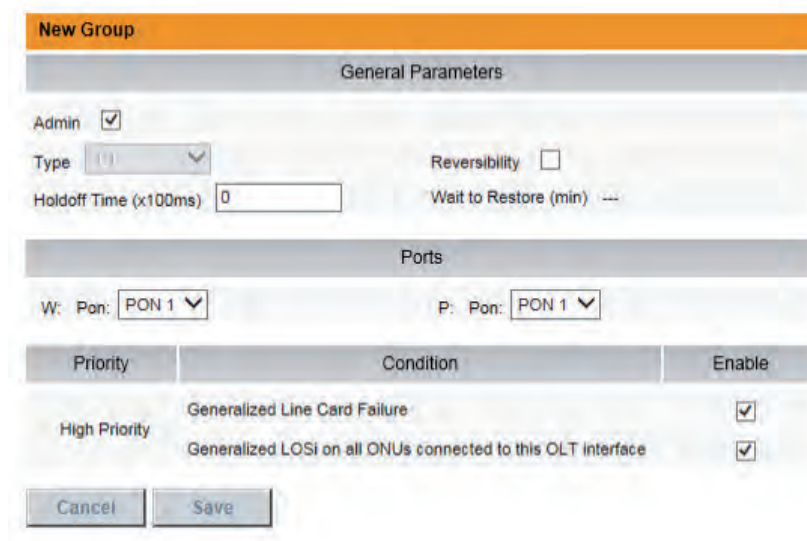 New Group
General Parameters
Admin
Type
Reversibility
Holdoff Time (x100ms) 0
Wait to Restore (min) ---
Ports
W: Pon: PON 1
P: Pon: PON 1
Priority Condition Enable
High Priority
Generalized Line Card Failure
Generalized LOSi on all ONUs connected to this OLT interface
Cancel Save